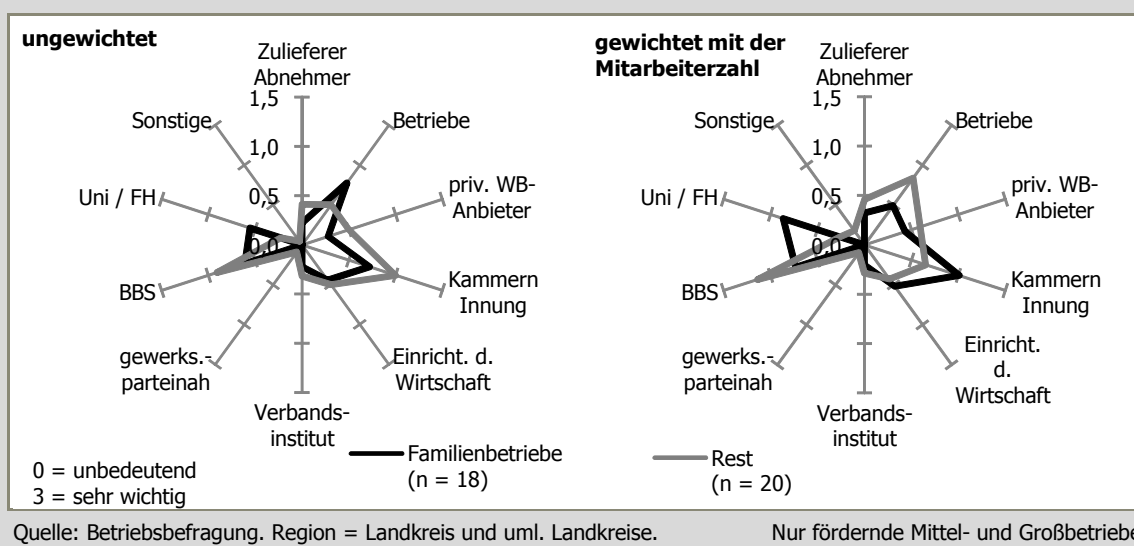 ungewichtet
Zulieferer
Abnehmer
1,5
1,0
0,5
0,0
Betriebe
priv. WB-
Anbieter
Kammern
Innung
Einricht. d.
Wirtschaft
Verbands-
institut
gewerks.-
parteinah
BBS
Uni / FH
Sonstige
gewichtet mit der
Mitarbeiterzahl
Zulieferer
Abnehmer
1,5
1,0
0,5
0,0
Betriebe
priv. WB-
Anbieter
Kammern
Innung
Einricht.
d.
Wirtschaft
Verbands-
institut
gewerks.-
parteinah
BBS
Uni / FH
Sonstige
0 = unbedeutend
3 = sehr wichtig
Familienbetriebe
(n = 18)
Rest
(n = 20)
Quelle: Betriebsbefragung. Region = Landkreis und uml. Landkreise.
Nur fördernde Mittel- und Großbetriebe